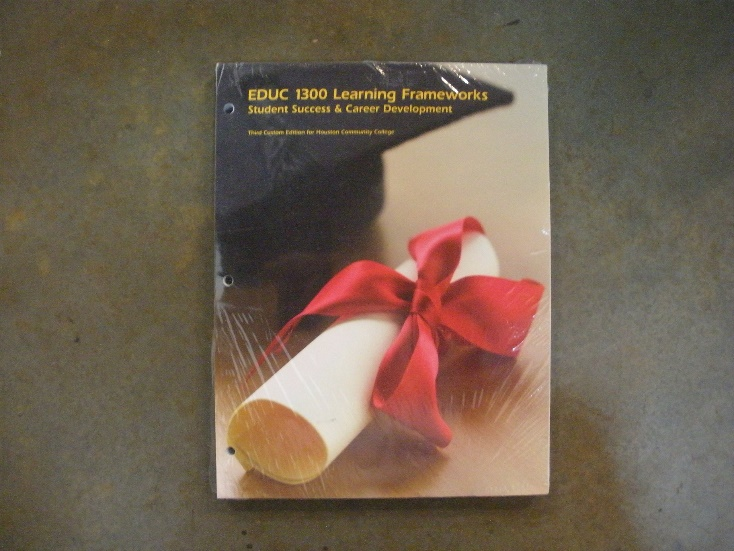 EDUC 1300 Learning Frameworks
Student Success & Career Development
Third Custom Edition for Houston Community College